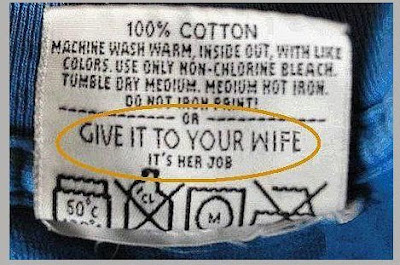 100% COTTON
MACHINE WASH WARM, INSIDE OUT, WITH LIKE
COLORS. USE ONLY NON-CHLORINE BLEACH.
TUMBLE DRY MEDIUM. MEDIUM HOT IRON.
DO NOT IRON PRINT!
OR
GIVE IT TO YOUR WIFE
IT'S HER JOB
60°C
CL
M